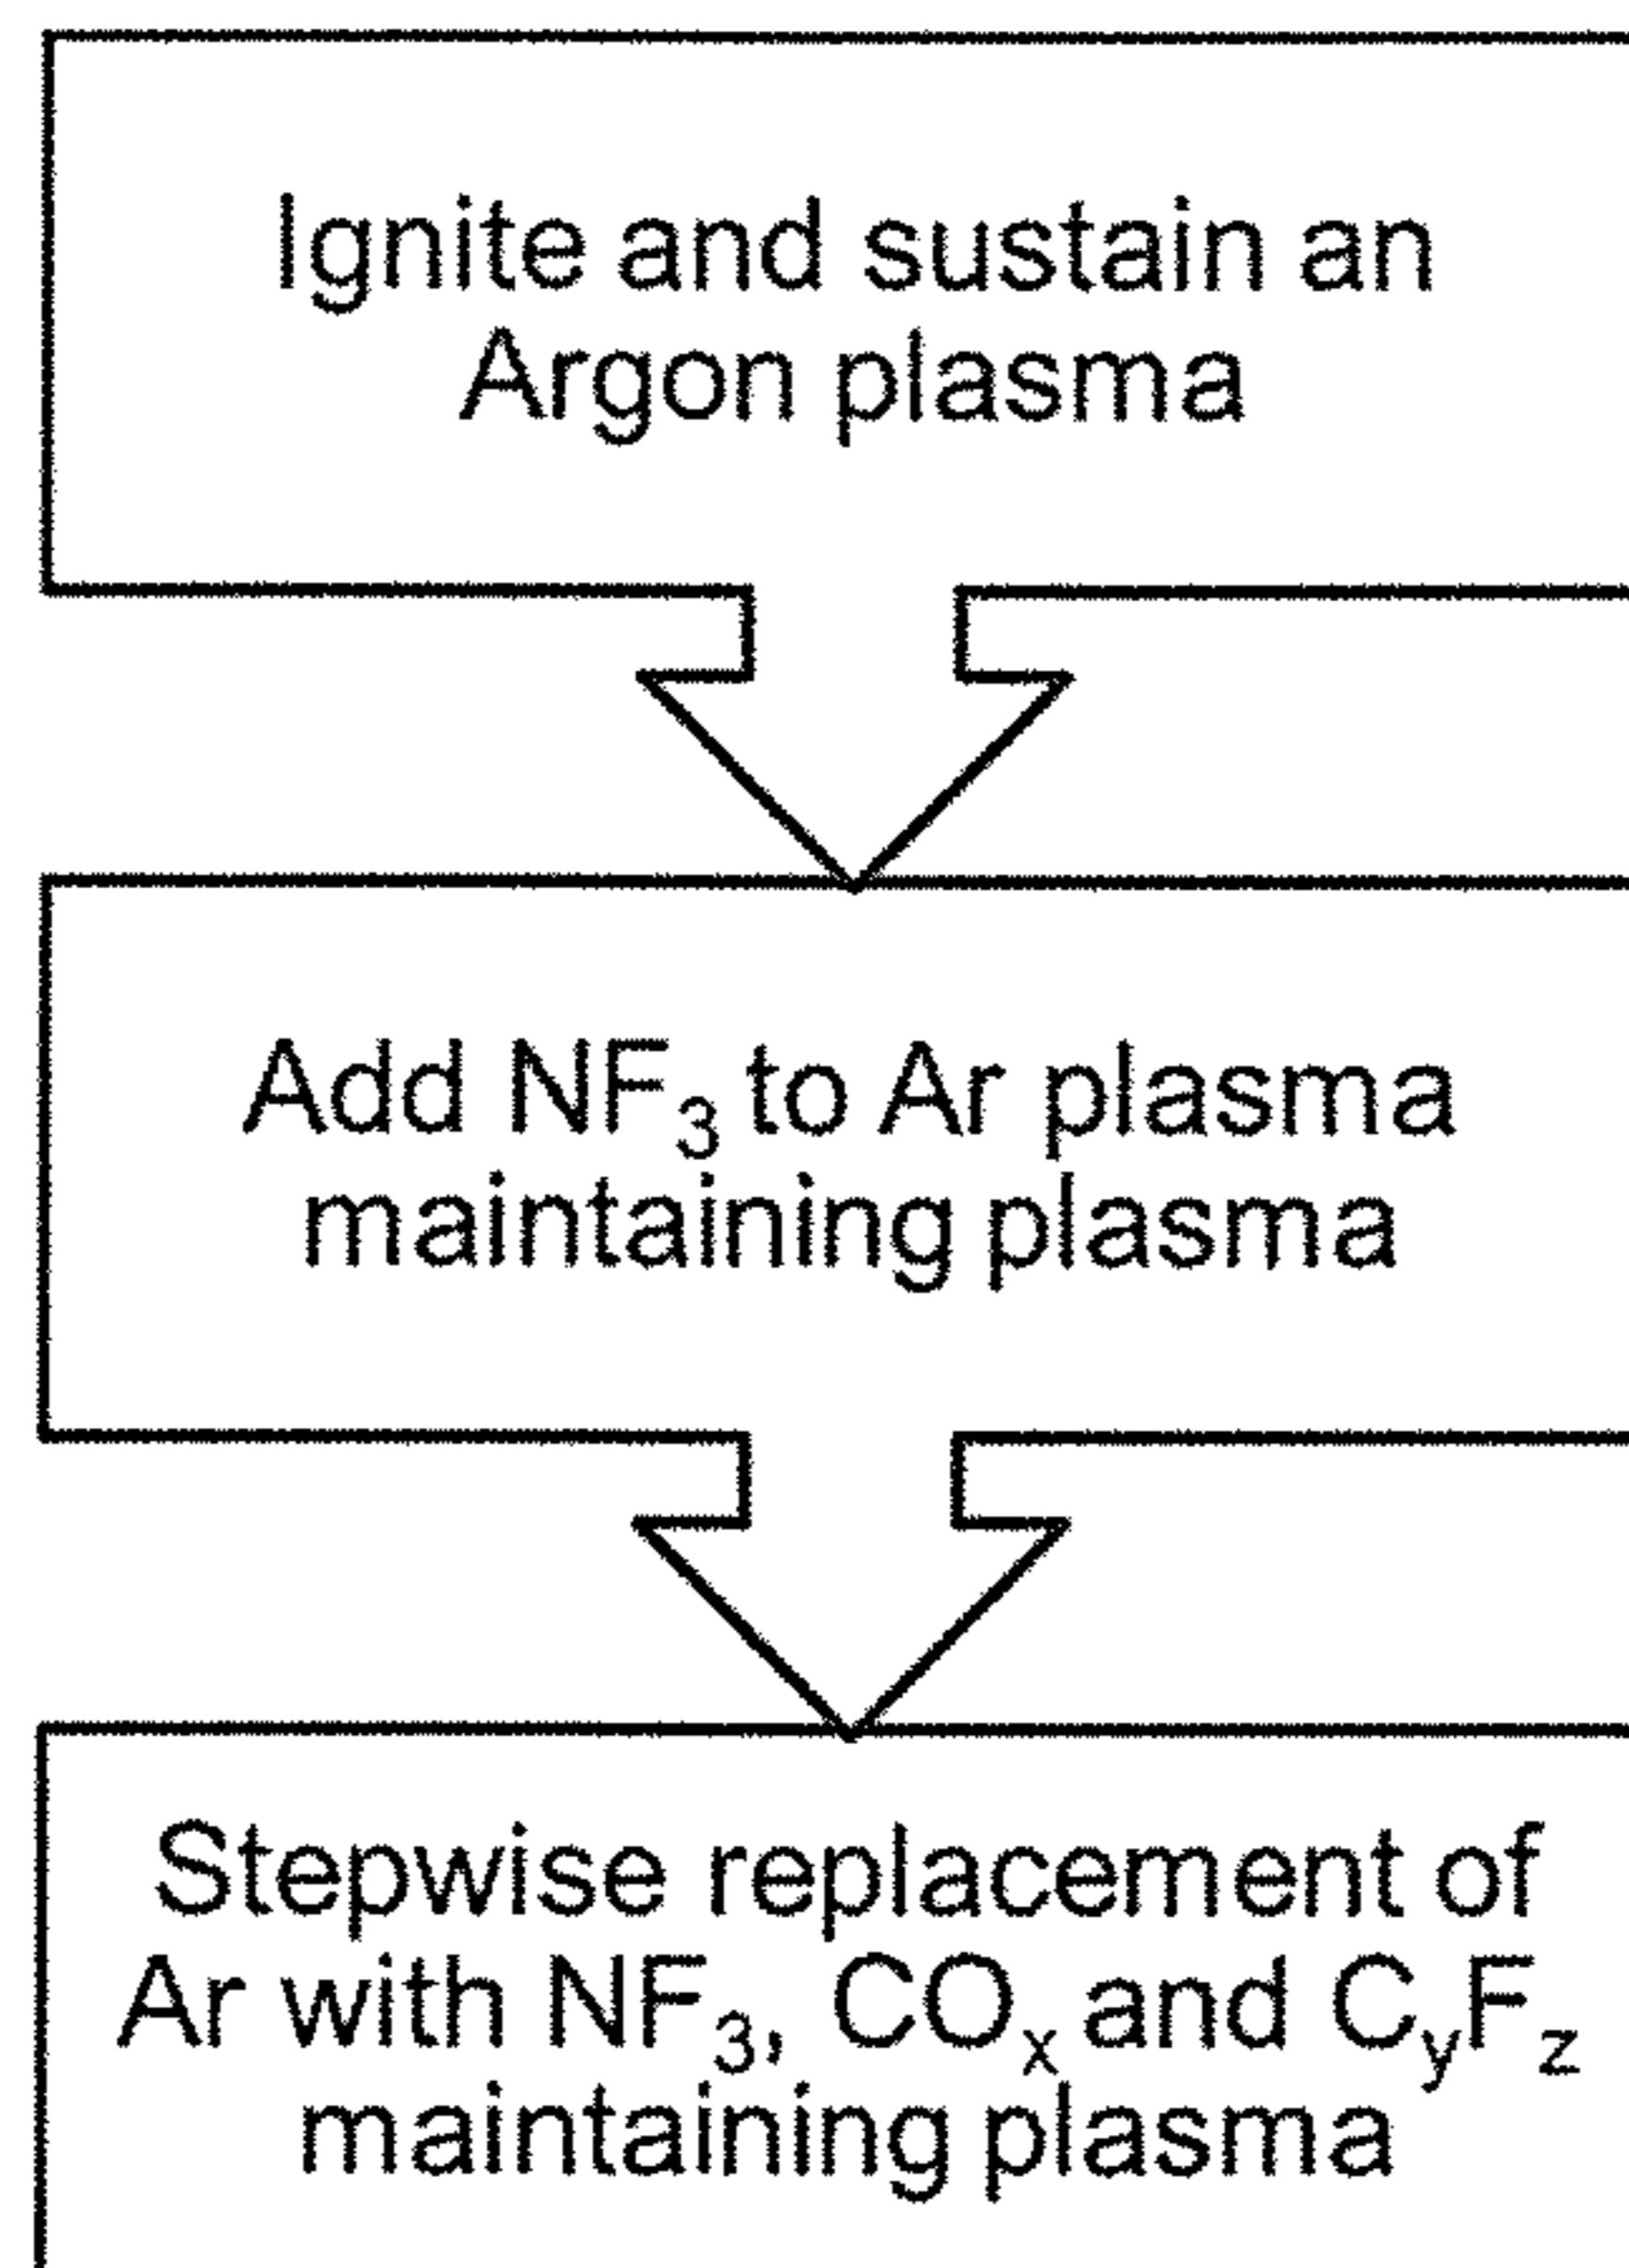 Ignite and sustain an
Argon plasma
Add NF₃ to Ar plasma
maintaining plasma
Stepwise replacement of
Ar with NF₃, COₓ and C_yF_z
maintaining plasma